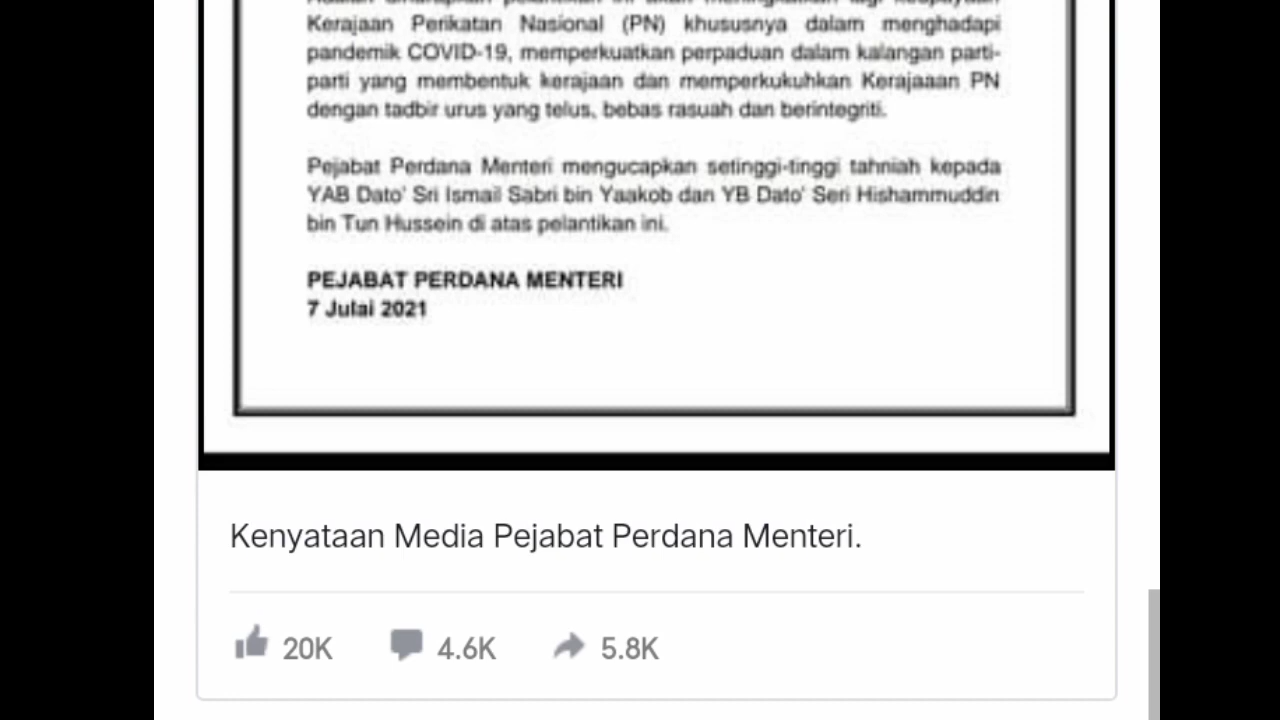 Kerajaan Perikatan Nasional (PN) khususnya dalam menghadapi
pandemik COVID-19, memperkuatkan perpaduan dalam kalangan parti-
parti yang membentuk kerajaan dan memperkukuhkan Kerajaaan PN
dengan tadbir urus yang telus, bebas rasuah dan berintegriti.
Pejabat Perdana Menteri mengucapkan setinggi-tinggi tahniah kepada
YAB Dato' Sri Ismail Sabri bin Yaakob dan YB Dato' Seri Hishammuddin
bin Tun Hussein di atas pelantikan ini.
PEJABAT PERDANA MENTERI
7 Julai 2021
Kenyataan Media Pejabat Perdana Menteri.
20K 4.6K 5.8K